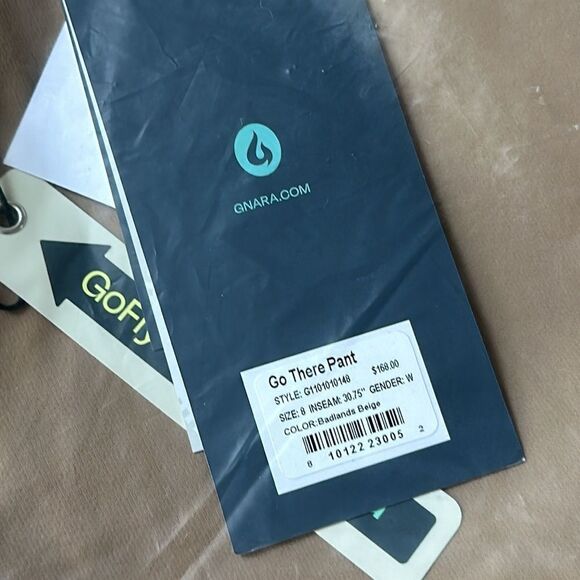 GNARA.COM
GoFly
Go There Pant
STYLE: G1101010148 $168.00
SIZE: 8 INSEAM: 30.75" GENDER: W
COLOR:Badlands Beige
8 10122 23005 2